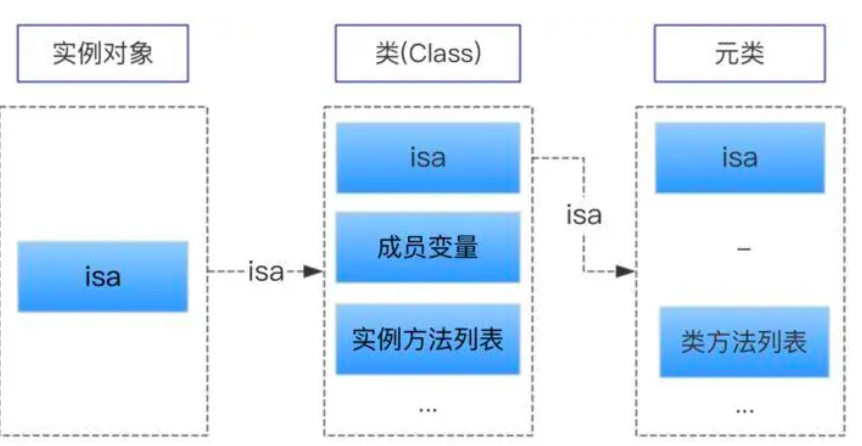 实例对象
类(Class)
元类
isa
isa
isa
成员变量
实例方法列表
...
isa
isa
–
类方法列表
...